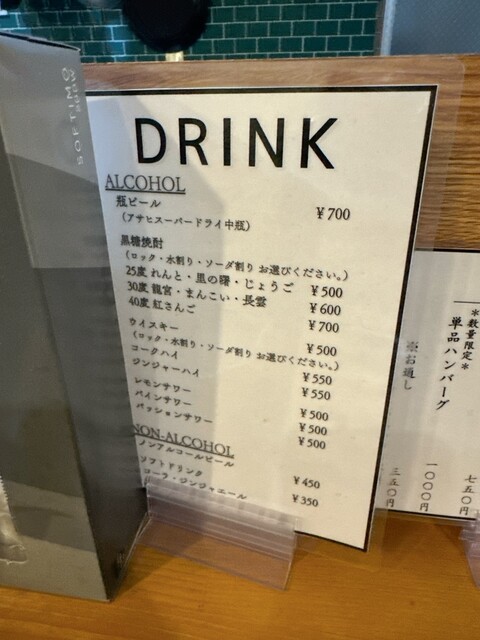 SOFTIMO
DRINK
ALCOHOL
瓶ビール ¥700
(アサヒスーパードライ中瓶)
黒糖焼酎
(ロック・水割り・ソーダ割り お選びください。)
25度 れんと・里の曙・じょうご ¥500
30度 龍宮・まんこい・長雲 ¥600
40度 紅さんご ¥700
ウイスキー ¥500
(ロック・水割り・ソーダ割り お選びください。)
コークハイ ¥550
ジンジャーハイ ¥550
レモンサワー ¥500
パインサワー ¥500
パッションサワー ¥500
NON-ALCOHOL
ノンアルコールビール ¥450
ソフトドリンク
コーラ・ジンジャエール ¥350
*数量限定*
単品ハンバーグ
七五〇円
一〇〇〇円
※お通し
三五〇円